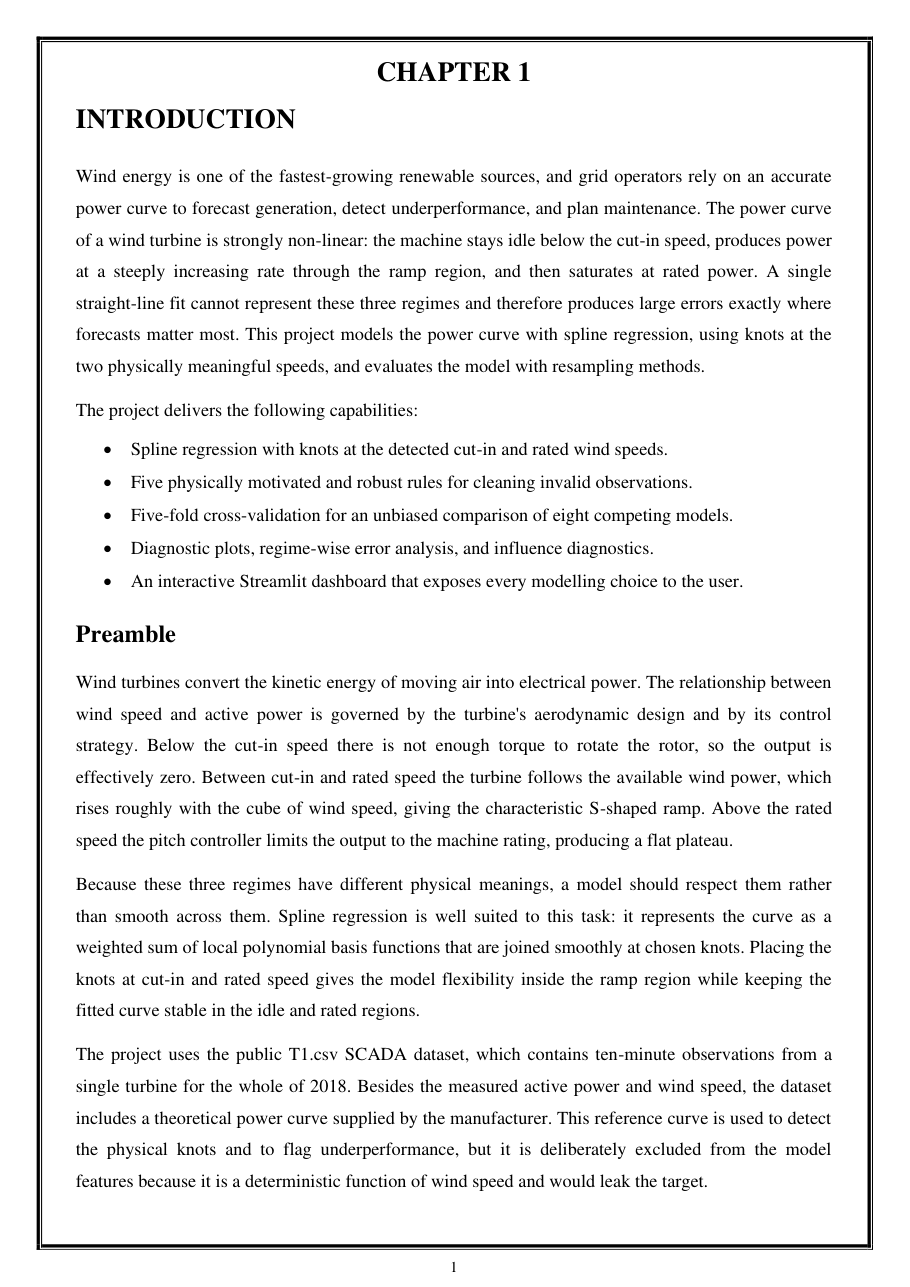 CHAPTER 1
INTRODUCTION
Wind energy is one of the fastest-growing renewable sources, and grid operators rely on an accurate
power curve to forecast generation, detect underperformance, and plan maintenance. The power curve
of a wind turbine is strongly non-linear: the machine stays idle below the cut-in speed, produces power
at a steeply increasing rate through the ramp region, and then saturates at rated power. A single
straight-line fit cannot represent these three regimes and therefore produces large errors exactly where
forecasts matter most. This project models the power curve with spline regression, using knots at the
two physically meaningful speeds, and evaluates the model with resampling methods.
The project delivers the following capabilities:
• Spline regression with knots at the detected cut-in and rated wind speeds.
• Five physically motivated and robust rules for cleaning invalid observations.
• Five-fold cross-validation for an unbiased comparison of eight competing models.
• Diagnostic plots, regime-wise error analysis, and influence diagnostics.
• An interactive Streamlit dashboard that exposes every modelling choice to the user.
Preamble
Wind turbines convert the kinetic energy of moving air into electrical power. The relationship between
wind speed and active power is governed by the turbine's aerodynamic design and by its control
strategy. Below the cut-in speed there is not enough torque to rotate the rotor, so the output is
effectively zero. Between cut-in and rated speed the turbine follows the available wind power, which
rises roughly with the cube of wind speed, giving the characteristic S-shaped ramp. Above the rated
speed the pitch controller limits the output to the machine rating, producing a flat plateau.
Because these three regimes have different physical meanings, a model should respect them rather
than smooth across them. Spline regression is well suited to this task: it represents the curve as a
weighted sum of local polynomial basis functions that are joined smoothly at chosen knots. Placing the
knots at cut-in and rated speed gives the model flexibility inside the ramp region while keeping the
fitted curve stable in the idle and rated regions.
The project uses the public T1.csv SCADA dataset, which contains ten-minute observations from a
single turbine for the whole of 2018. Besides the measured active power and wind speed, the dataset
includes a theoretical power curve supplied by the manufacturer. This reference curve is used to detect
the physical knots and to flag underperformance, but it is deliberately excluded from the model
features because it is a deterministic function of wind speed and would leak the target.
1